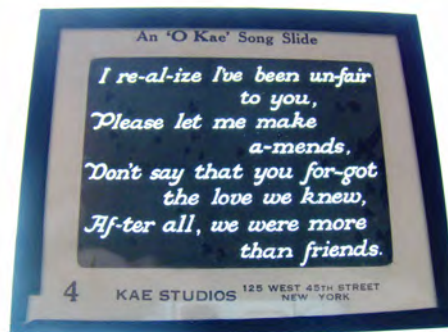 An 'O Kae' Song Slide
I re-al-ize I've been un-fair
to you,
Please let me make
a-mends,
Don't say that you for-got
the love we knew,
Af-ter all, we were more
than friends.
4 KAE STUDIOS 125 WEST 45TH STREET
NEW YORK